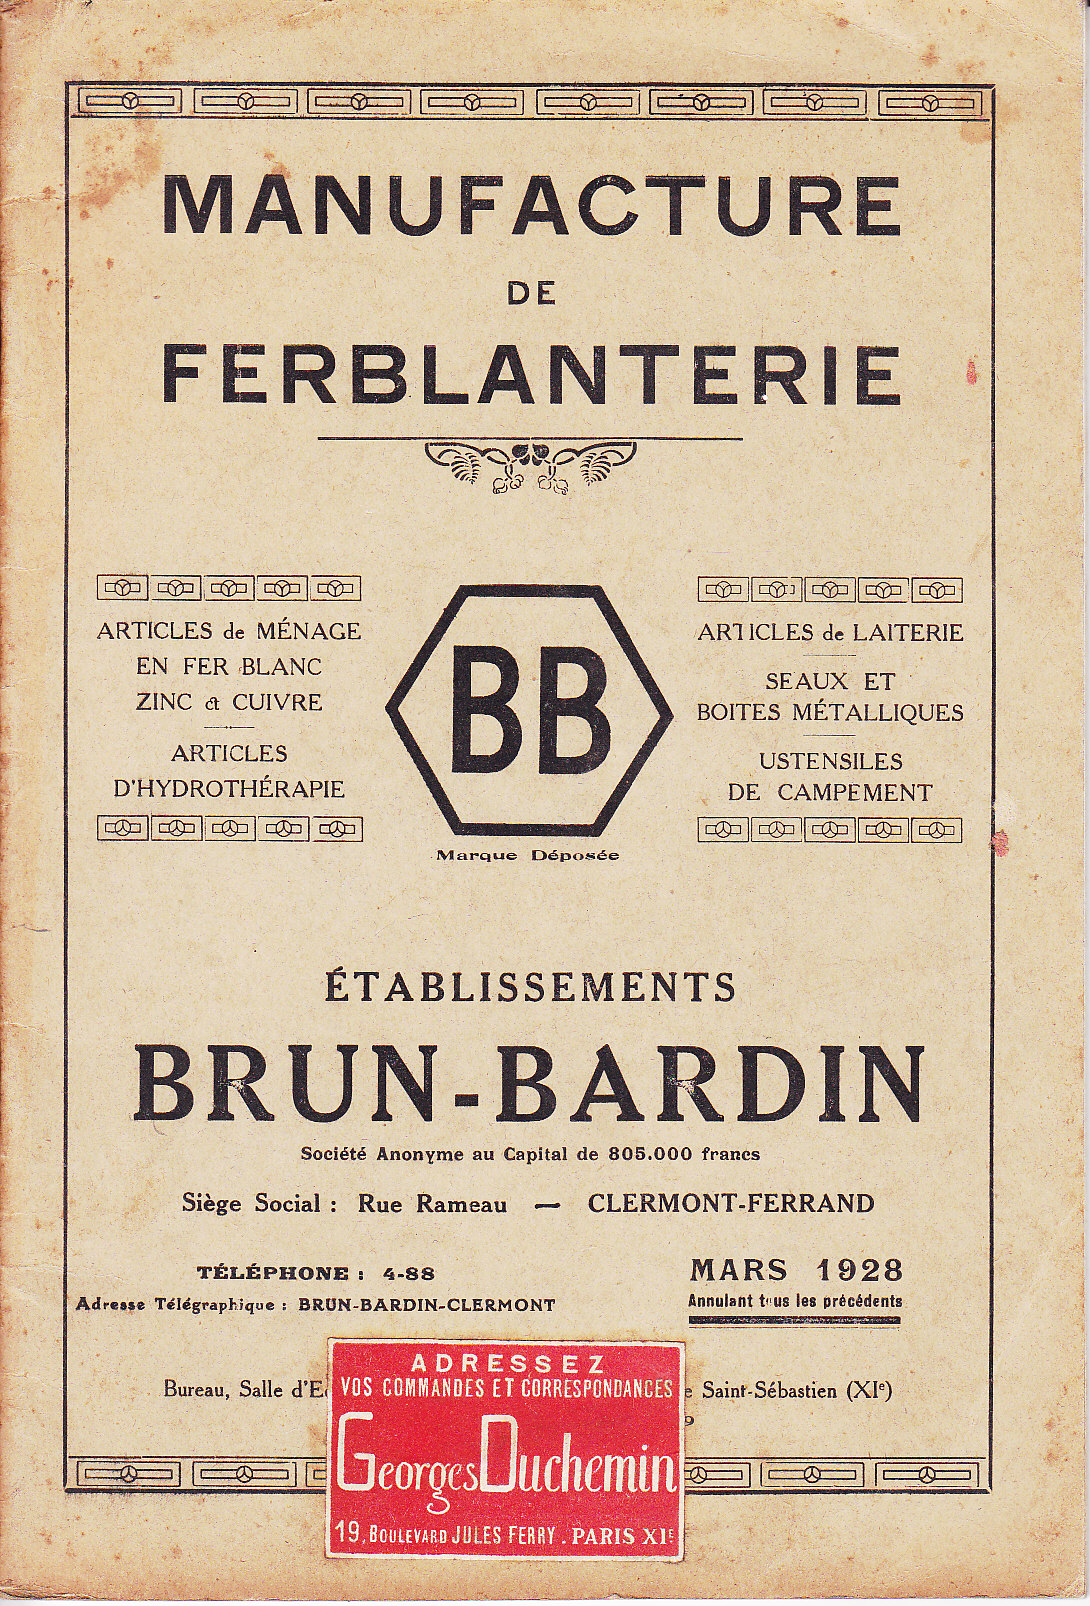 MANUFACTURE
DE
FERBLANTERIE
ARTICLES de MÉNAGE
EN FER BLANC
ZINC et CUIVRE
ARTICLES
D'HYDROTHÉRAPIE
BB
Marque Déposée
ARTICLES de LAITERIE
SEAUX ET
BOITES MÉTALLIQUES
USTENSILES
DE CAMPEMENT
ÉTABLISSEMENTS
BRUN-BARDIN
Société Anonyme au Capital de 805.000 francs
Siège Social : Rue Rameau — CLERMONT-FERRAND
TÉLÉPHONE : 4-88
Adresse Télégraphique : BRUN-BARDIN-CLERMONT
MARS 1928
Annulant tous les précédents
Bureau, Salle Saint-Sébastien (XIe)
ADRESSEZ
VOS COMMANDES ET CORRESPONDANCES
Georges Duchemin
19, BOULEVARD JULES FERRY . PARIS XIE